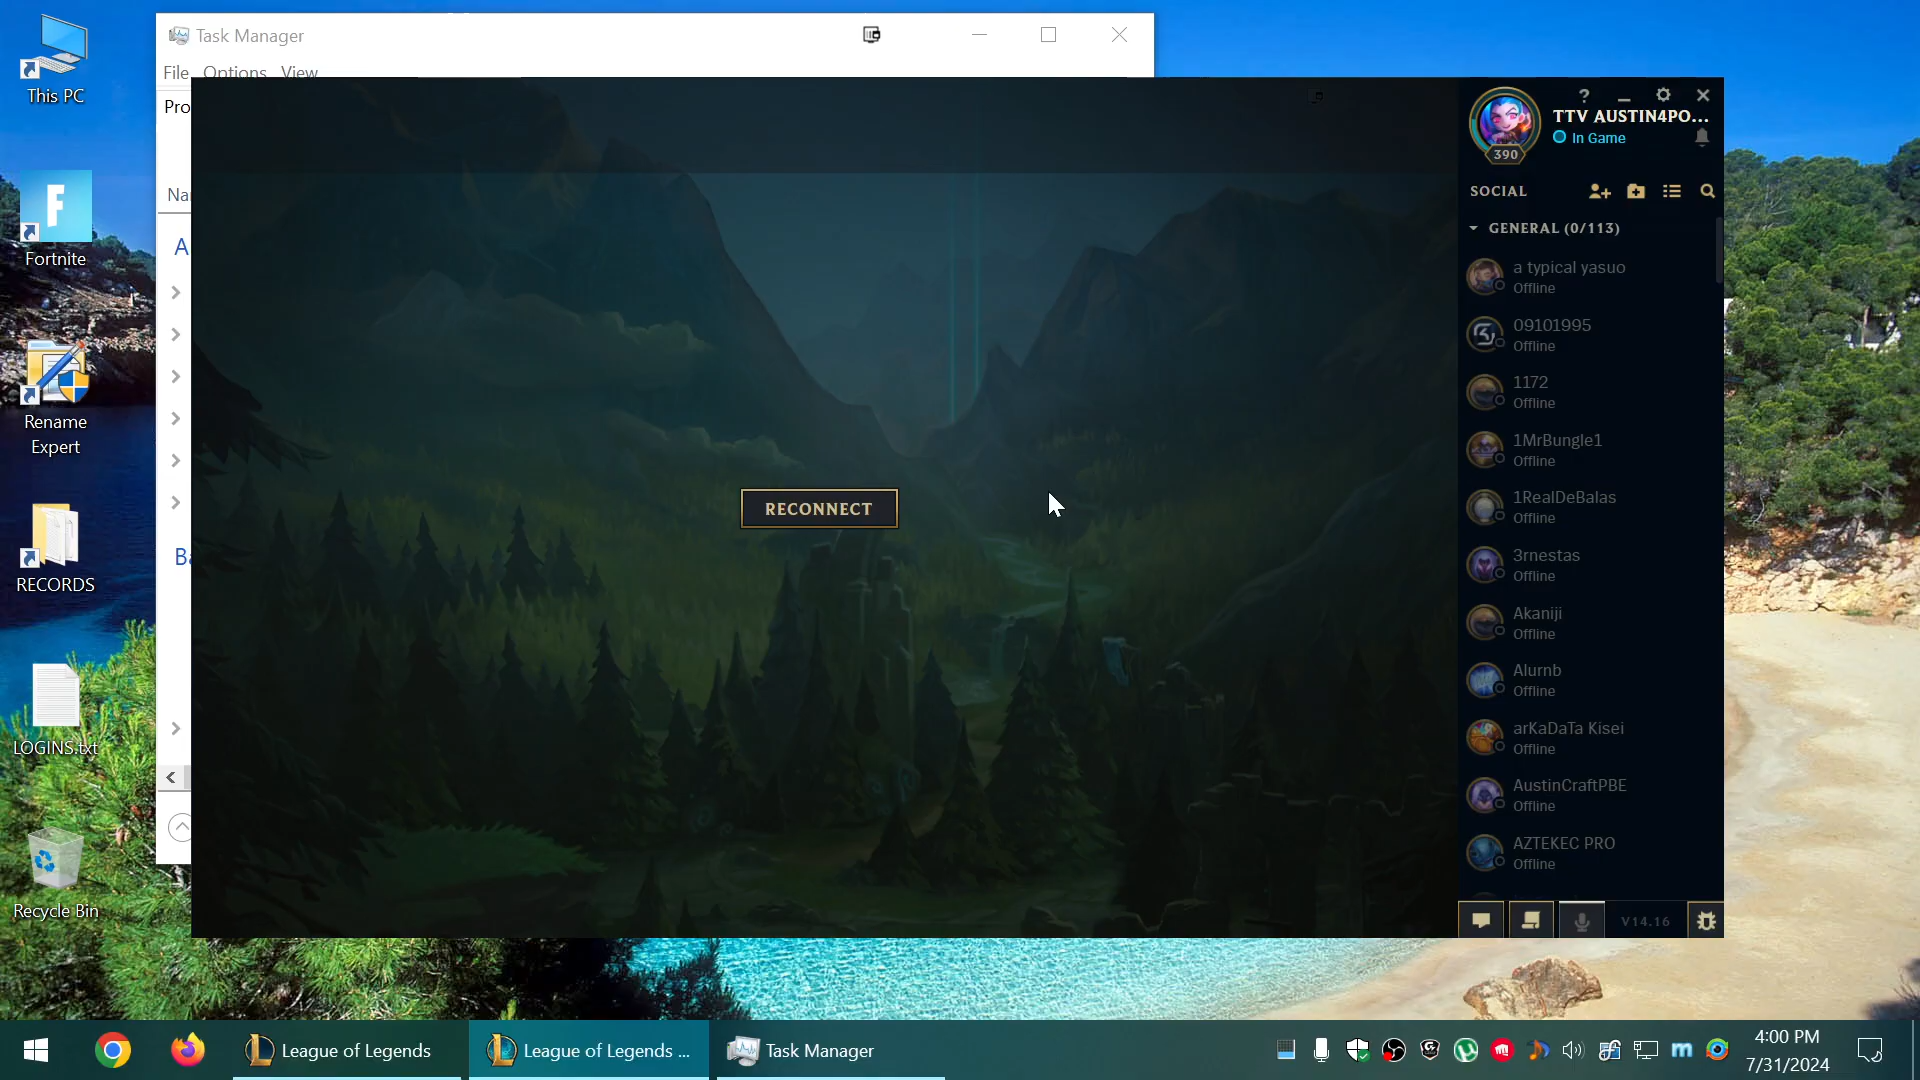 This PC
Fortnite
Rename
Expert
RECORDS
LOGINS.txt
Recycle Bin
Task Manager
File Options View
Pro
Na
A
Ba
RECONNECT
?
TTV AUSTIN4PO...
In Game
390
SOCIAL
GENERAL (0/113)
a typical yasuo
Offline
09101995
Offline
1172
Offline
1MrBungle1
Offline
1RealDeBalas
Offline
3rnestas
Offline
Akaniji
Offline
Alurnb
Offline
arKaDaTa Kisei
Offline
AustinCraftPBE
Offline
AZTEKEC PRO
Offline
V14.16
League of Legends
League of Legends ...
Task Manager
4:00 PM
7/31/2024